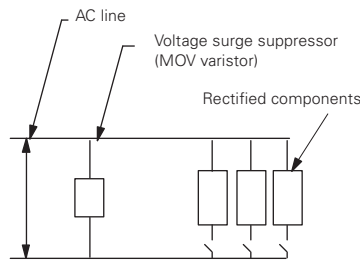 AC line
Voltage surge suppressor
(MOV varistor)
Rectified components